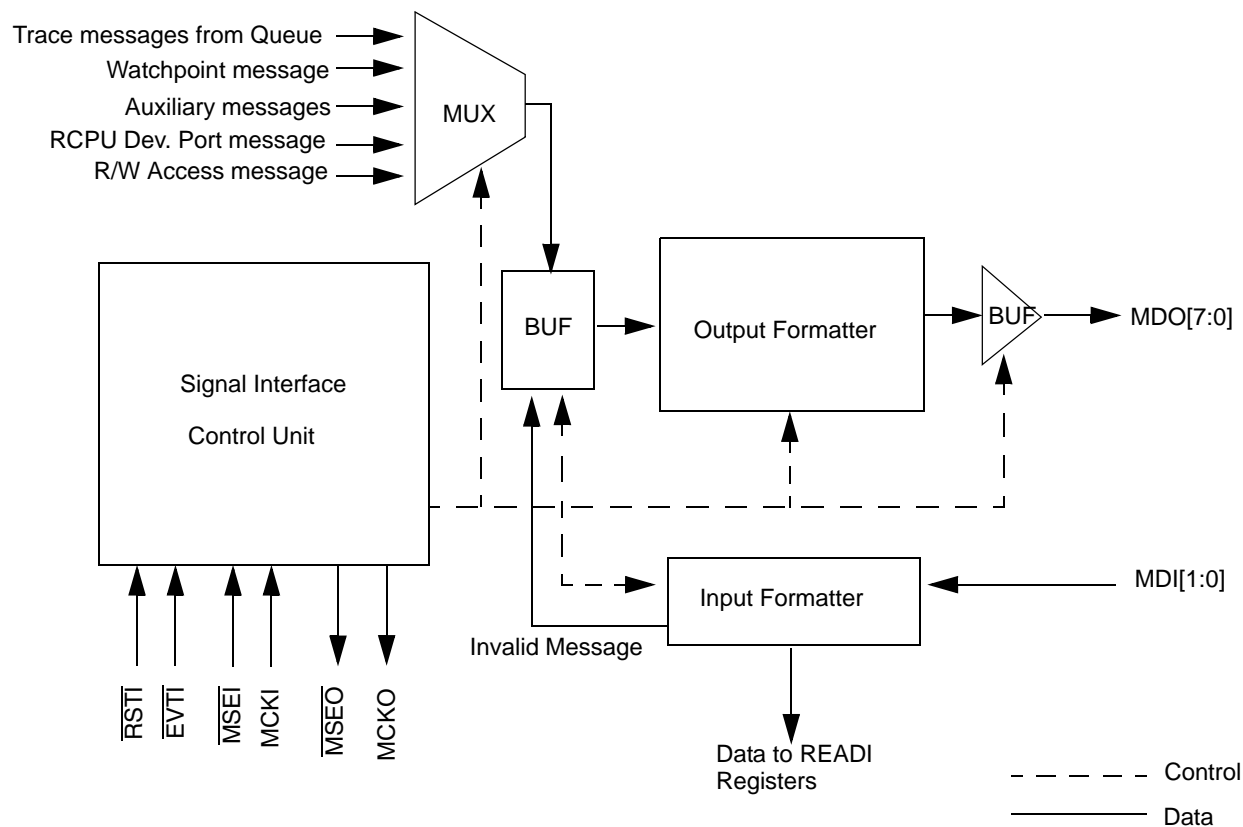 Trace messages from Queue
Watchpoint message
Auxiliary messages
RCPU Dev. Port message
R/W Access message
MUX
Signal Interface
Control Unit
BUF
Output Formatter
BUF
MDO[7:0]
Input Formatter
MDI[1:0]
Invalid Message
RSTI
EVTI
MSEI
MCKI
MSEO
MCKO
Data to READI
Registers
Control
Data